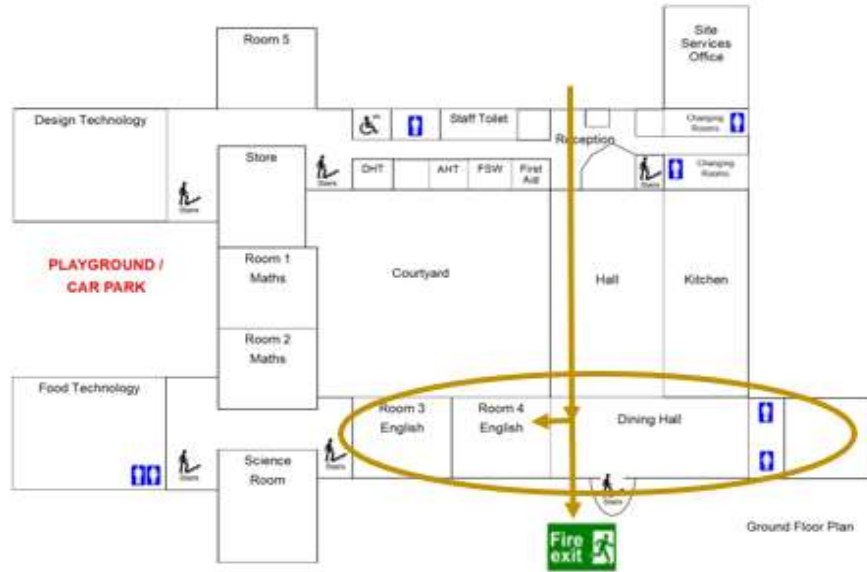 Room 5
Site
Services
Office
Design Technology
Staff Toilet
Changing
Rooms
Reception
Store
Stairs
DHT
AHT
FSW
First
Aid
Stairs
Changing
Rooms
Stairs
PLAYGROUND /
CAR PARK
Room 1
Maths
Courtyard
Hall
Kitchen
Room 2
Maths
Food Technology
Room 3
English
Room 4
English
Dining Hall
Stairs
Science
Room
Stairs
Stairs
Fire
exit
Ground Floor Plan